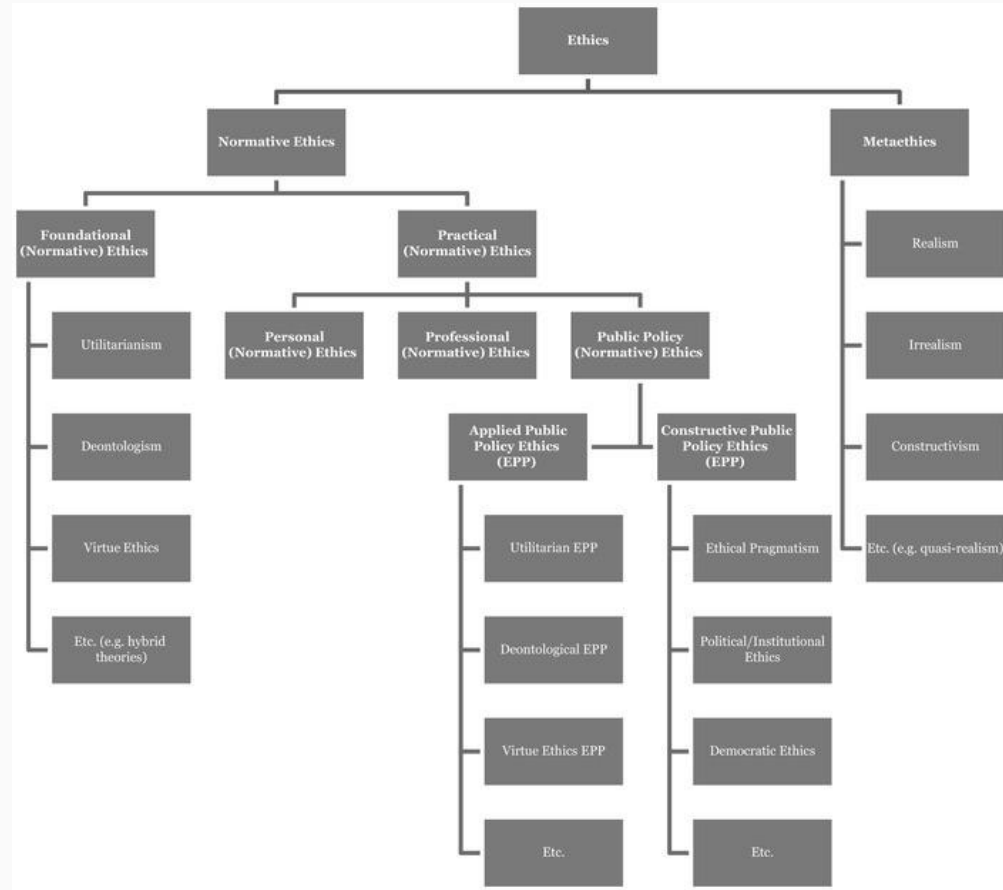 Ethics
Normative Ethics
Metaethics
Foundational
(Normative) Ethics
Practical
(Normative) Ethics
Realism
Utilitarianism
Personal
(Normative) Ethics
Professional
(Normative) Ethics
Public Policy
(Normative) Ethics
Irrealism
Deontologism
Applied Public
Policy Ethics
(EPP)
Constructive Public
Policy Ethics
(EPP)
Constructivism
Virtue Ethics
Utilitarian EPP
Ethical Pragmatism
Etc. (e.g. quasi-realism)
Etc. (e.g. hybrid
theories)
Deontological EPP
Political/Institutional
Ethics
Virtue Ethics EPP
Democratic Ethics
Etc.
Etc.